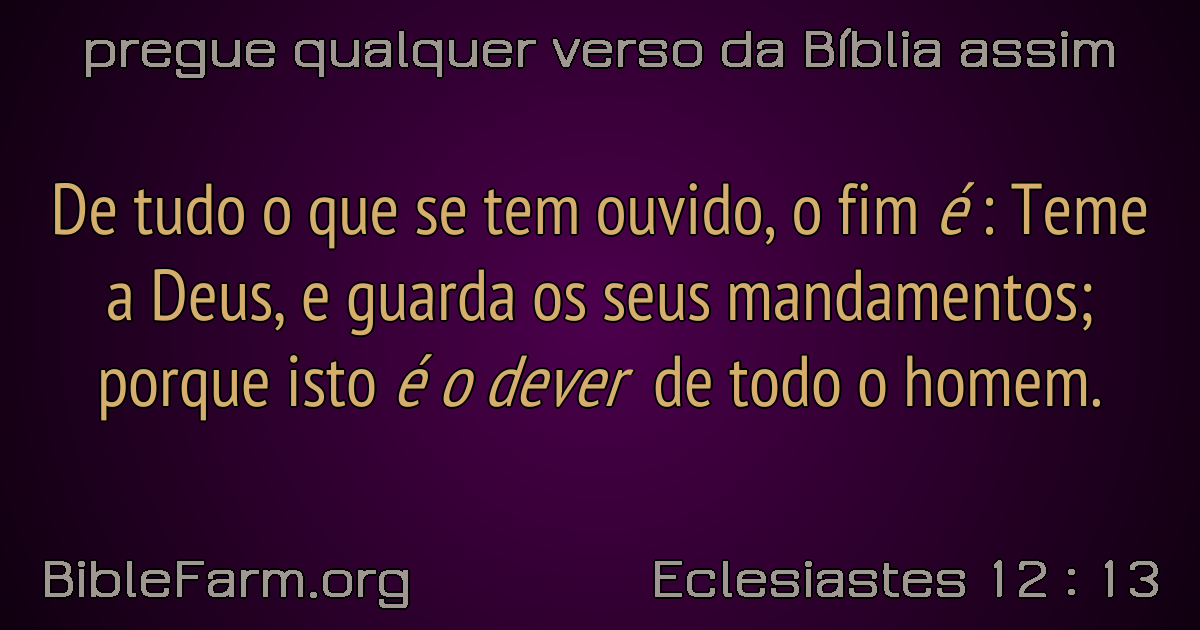 pregue qualquer verso da Bíblia assim
De tudo o que se tem ouvido, o fim é : Teme
a Deus, e guarda os seus mandamentos;
porque isto é o dever de todo o homem.
BibleFarm.org
Eclesiastes 12 : 13